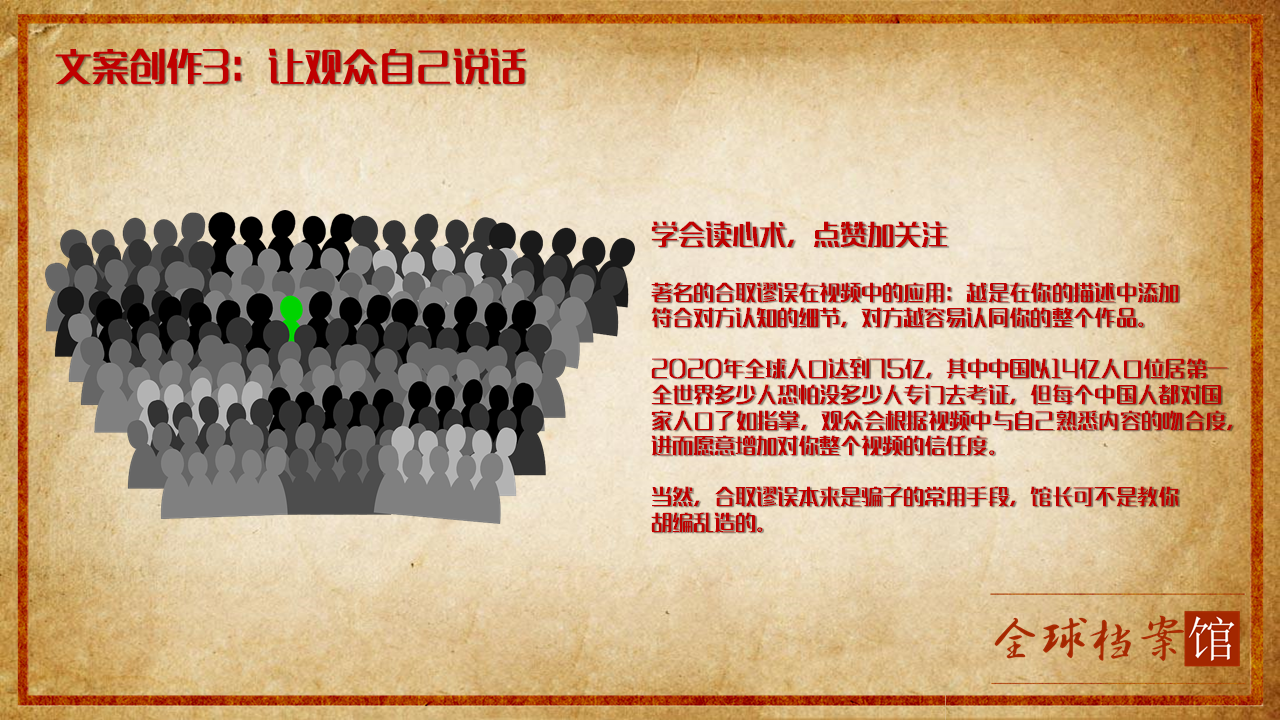 文案创作3：让观众自己说话
学会读心术，点赞加关注
著名的合取谬误在视频中的应用：越是在你的描述中添加
符合对方认知的细节，对方越容易认同你的整个作品。
2020年全球人口达到75亿，其中中国以14亿人口位居第一
全世界多少人恐怕没多少人专门去考证，但每个中国人都对国
家人口了如指掌，观众会根据视频中与自己熟悉内容的吻合度，
进而愿意增加对你整个视频的信任度。
当然，合取谬误本来是骗子的常用手段，馆长可不是教你
胡编乱造的。
全球档案馆